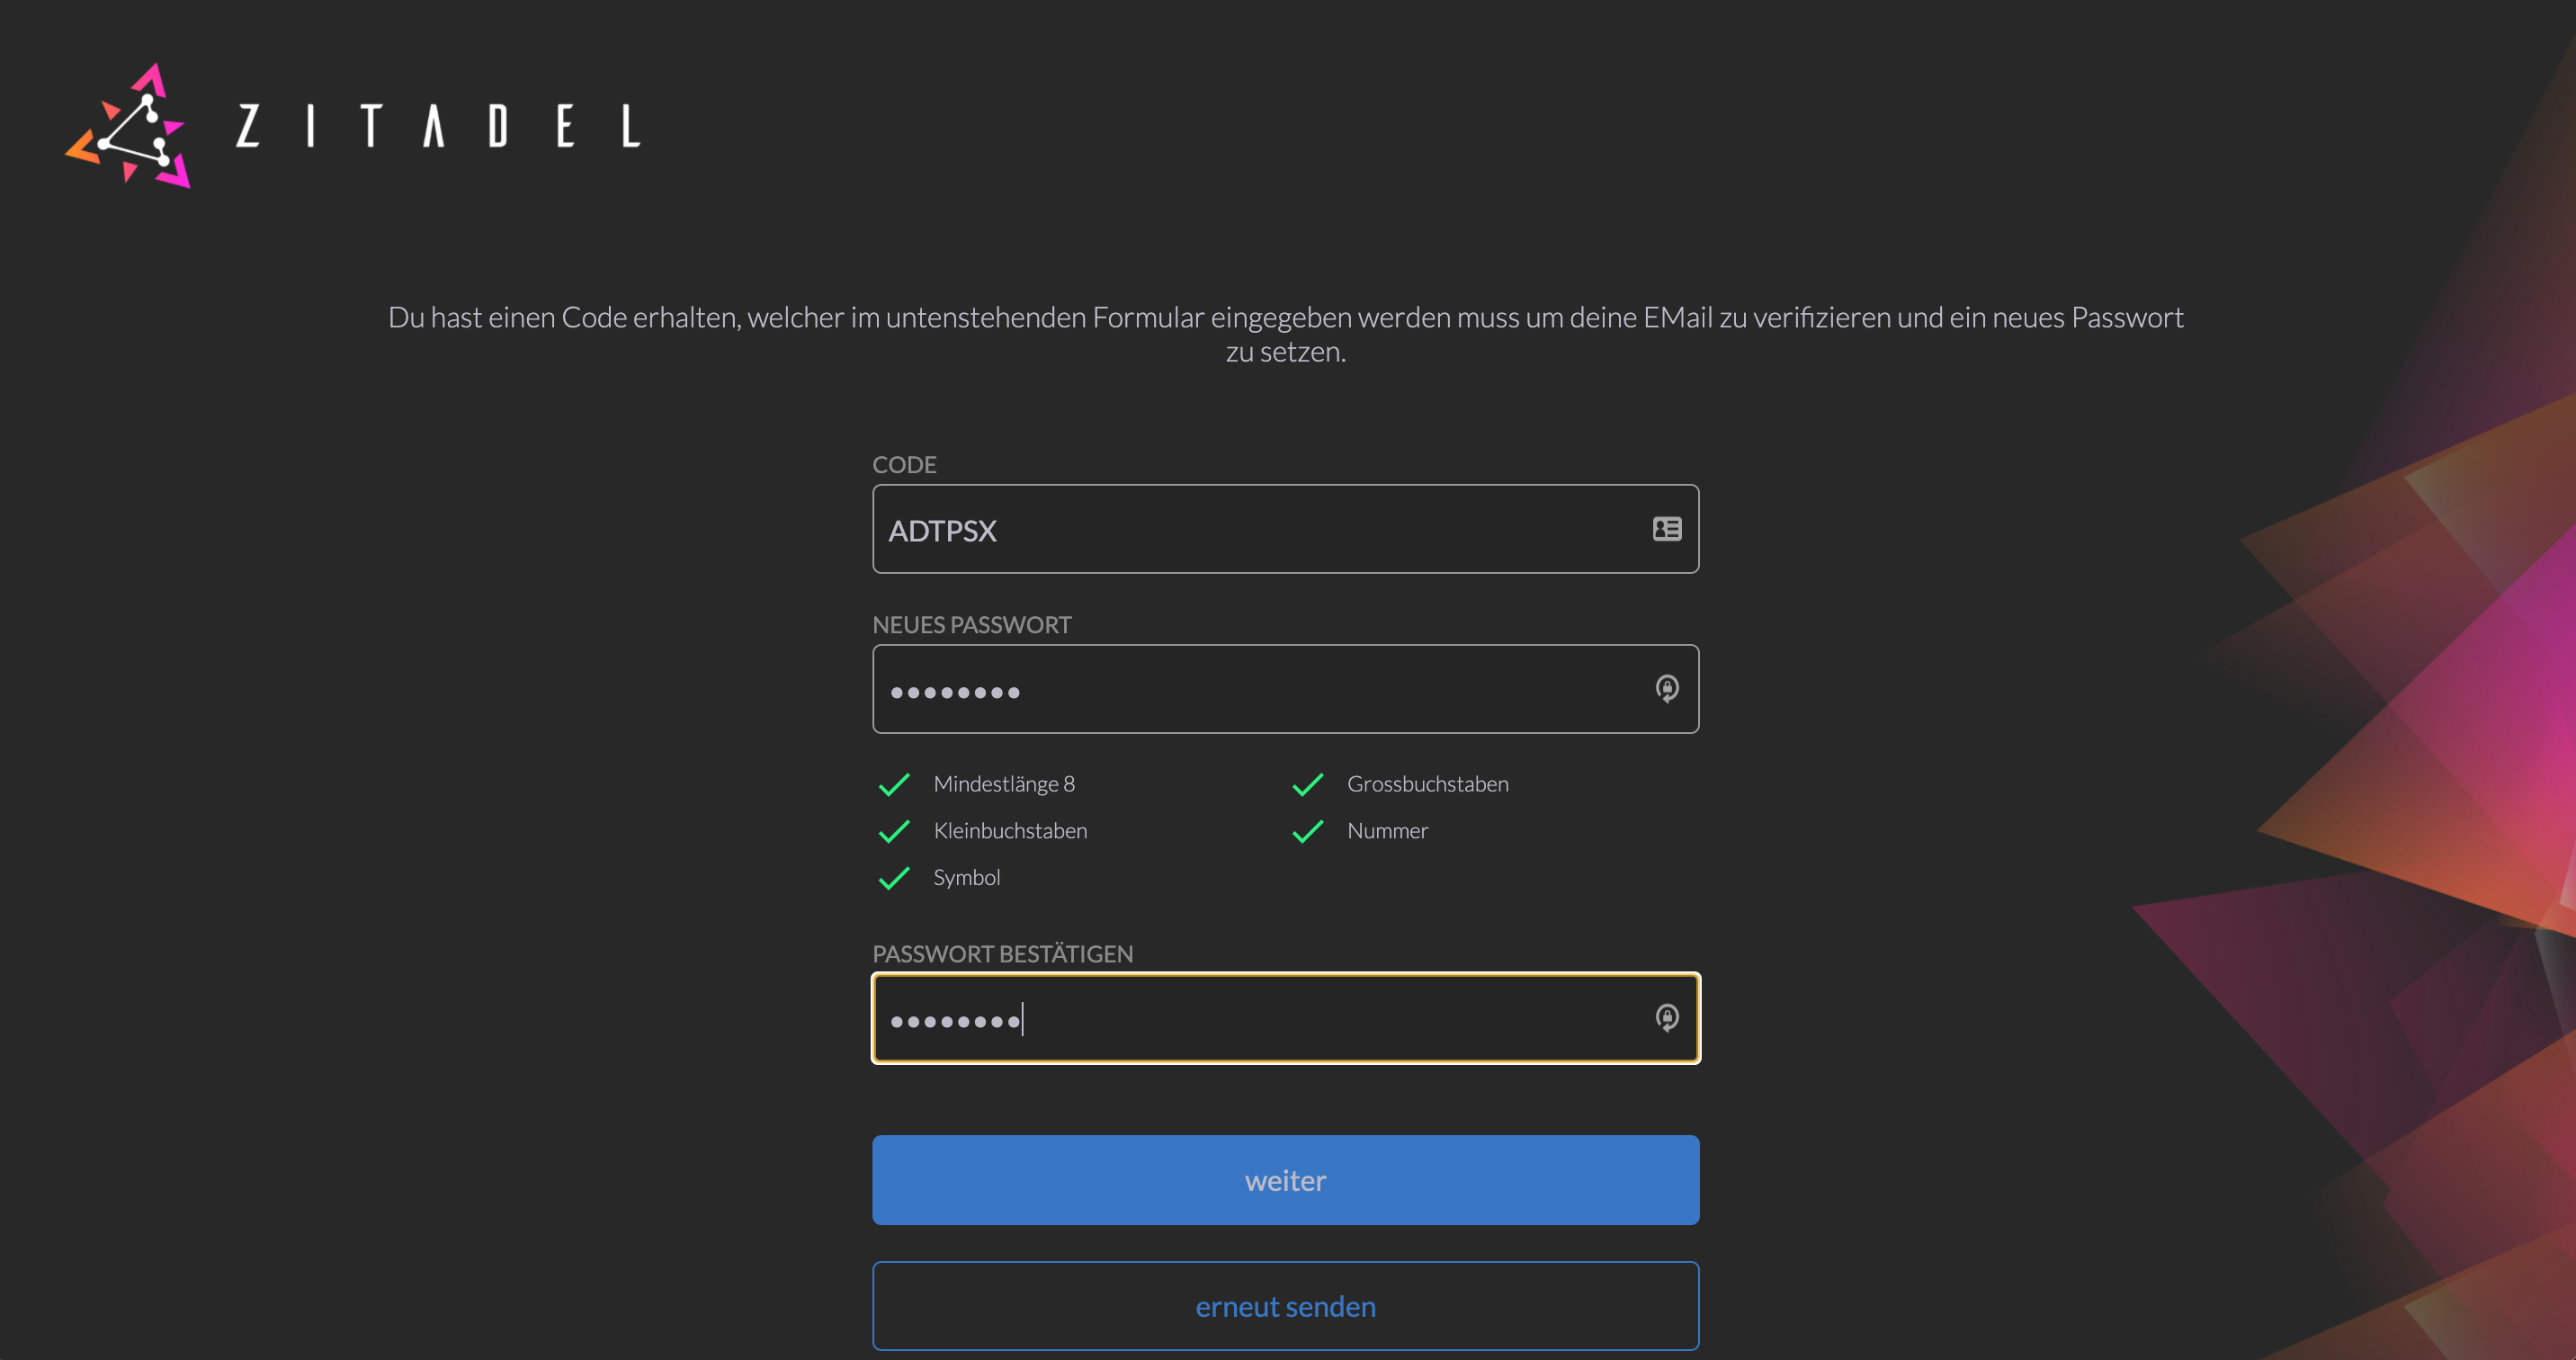 ZITADEL
Du hast einen Code erhalten, welcher im untenstehenden Formular eingegeben werden muss um deine EMail zu verifizieren und ein neues Passwort
zu setzen.
CODE
ADTPSX
NEUES PASSWORT
Mindestlänge 8
Grossbuchstaben
Kleinbuchstaben
Nummer
Symbol
PASSWORT BESTÄTIGEN
weiter
erneut senden